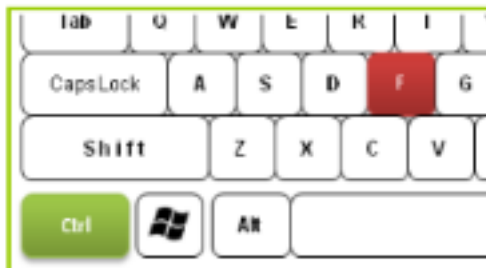 Tab Q W E R T
CapsLock A S D F G
Shift Z X C V
Ctrl Alt